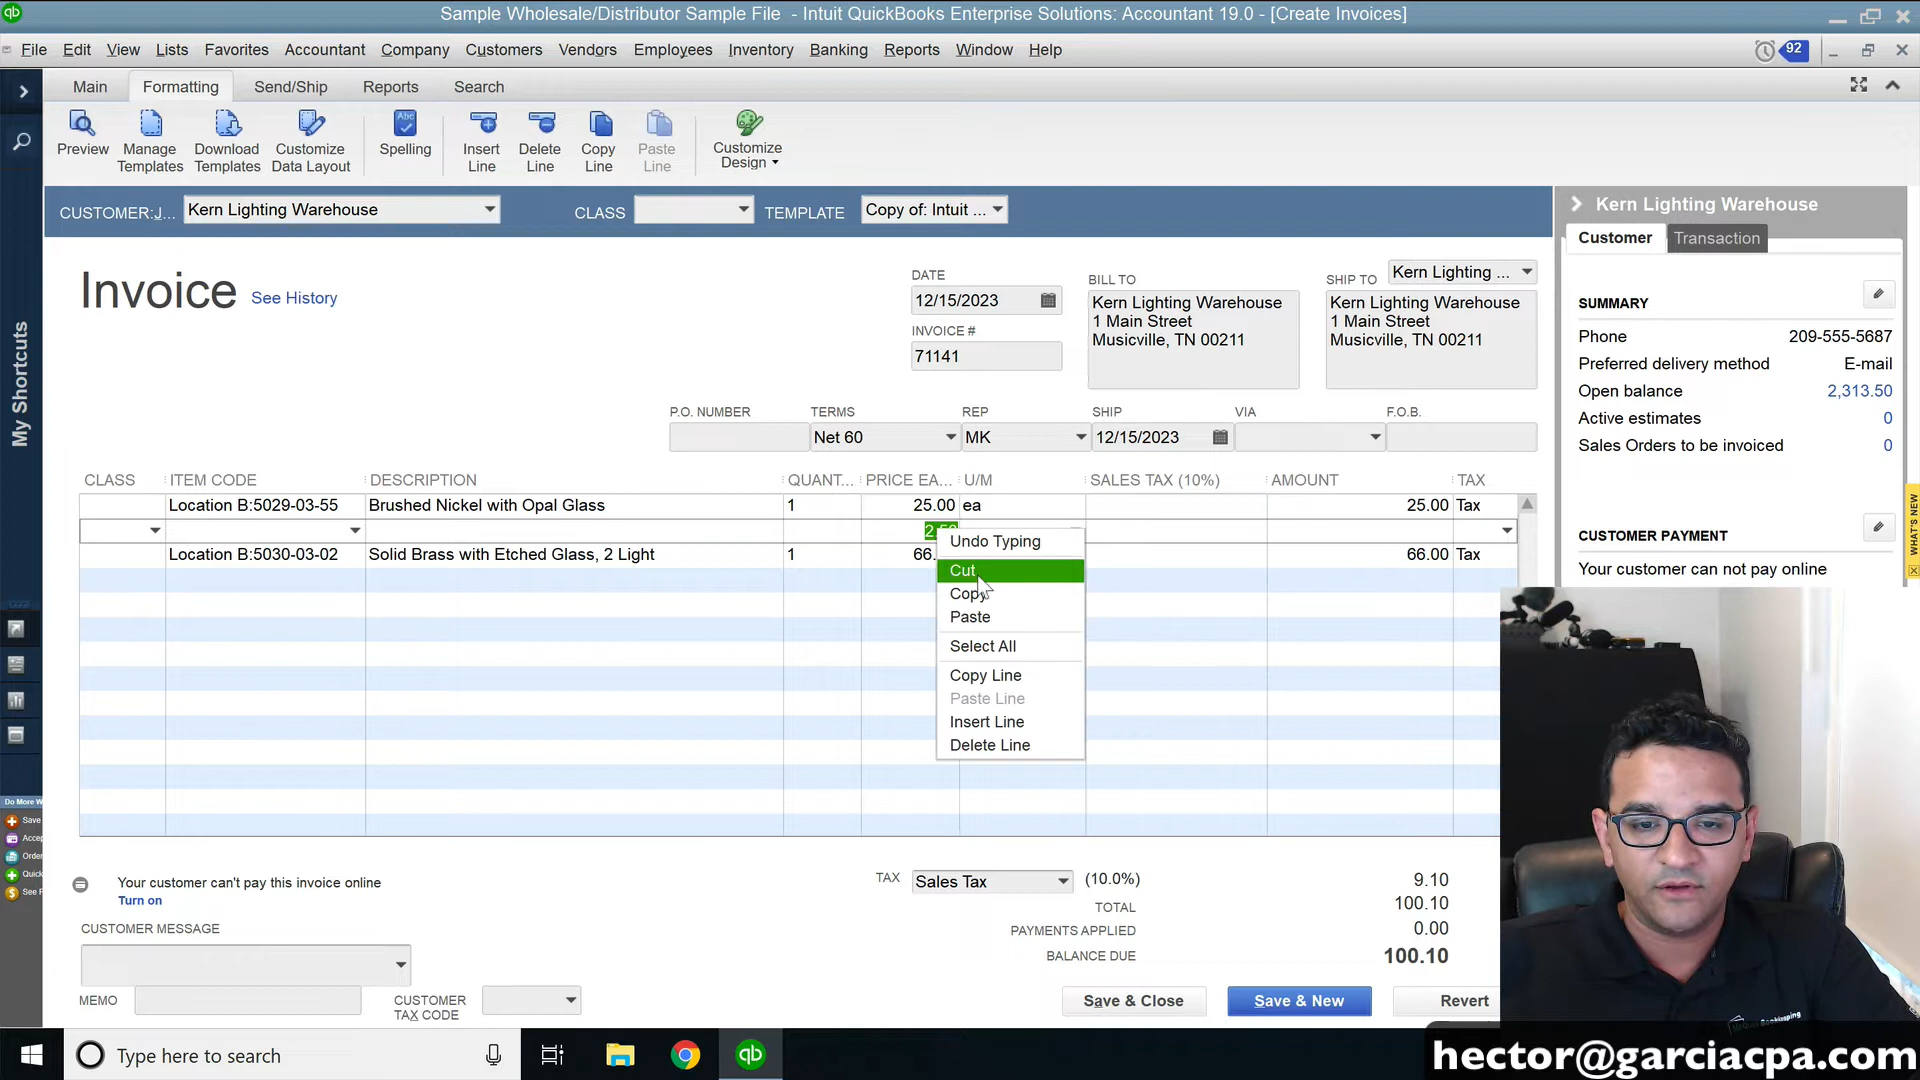 Sample Wholesale/Distributor Sample File - Intuit QuickBooks Enterprise Solutions: Accountant 19.0 - [Create Invoices]
File Edit View Lists Favorites Accountant Company Customers Vendors Employees Inventory Banking Reports Window Help 92
Main Formatting Send/Ship Reports Search
Preview
Manage Templates
Download Templates
Customize Data Layout
Abc
Spelling
Insert Line
Delete Line
Copy Line
Paste Line
Customize Design
My Shortcuts
CUSTOMER:J... Kern Lighting Warehouse CLASS TEMPLATE Copy of: Intuit ...
Invoice See History
DATE
12/15/2023
INVOICE #
71141
BILL TO
Kern Lighting Warehouse
1 Main Street
Musicville, TN 00211
SHIP TO Kern Lighting ...
Kern Lighting Warehouse
1 Main Street
Musicville, TN 00211
P.O. NUMBER TERMS REP SHIP VIA F.O.B.
Net 60 MK 12/15/2023
CLASS ITEM CODE DESCRIPTION QUANT... PRICE EA... U/M SALES TAX (10%) AMOUNT TAX
Location B:5029-03-55 Brushed Nickel with Opal Glass 1 25.00 ea 25.00 Tax
Location B:5030-03-02 Solid Brass with Etched Glass, 2 Light 1 66. 66.00 Tax
Undo Typing
Cut
Copy
Paste
Select All
Copy Line
Paste Line
Insert Line
Delete Line
Kern Lighting Warehouse
Customer Transaction
SUMMARY
Phone 209-555-5687
Preferred delivery method E-mail
Open balance 2,313.50
Active estimates 0
Sales Orders to be invoiced 0
CUSTOMER PAYMENT
Your customer can not pay online
WHAT'S NEW
Do More W
Save
Accep
Order
Quick
See F
Your customer can't pay this invoice online
Turn on
CUSTOMER MESSAGE
MEMO
CUSTOMER TAX CODE
TAX Sales Tax (10.0%) 9.10
TOTAL 100.10
PAYMENTS APPLIED 0.00
BALANCE DUE 100.10
Save & Close Save & New Revert
Type here to search
hector@garciacpa.com